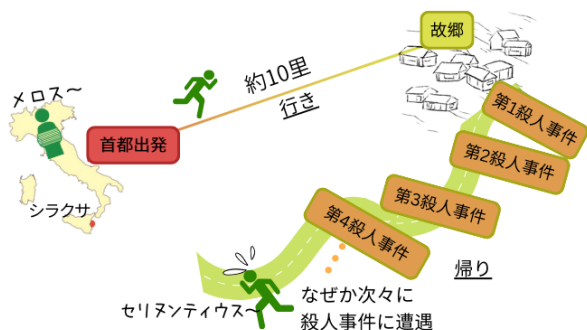 メロス〜
首都出発
シラクサ
約10里
行き
故郷
第1殺人事件
第2殺人事件
第3殺人事件
第4殺人事件
帰り
セリヌンティウス〜
なぜか次々に
殺人事件に遭遇